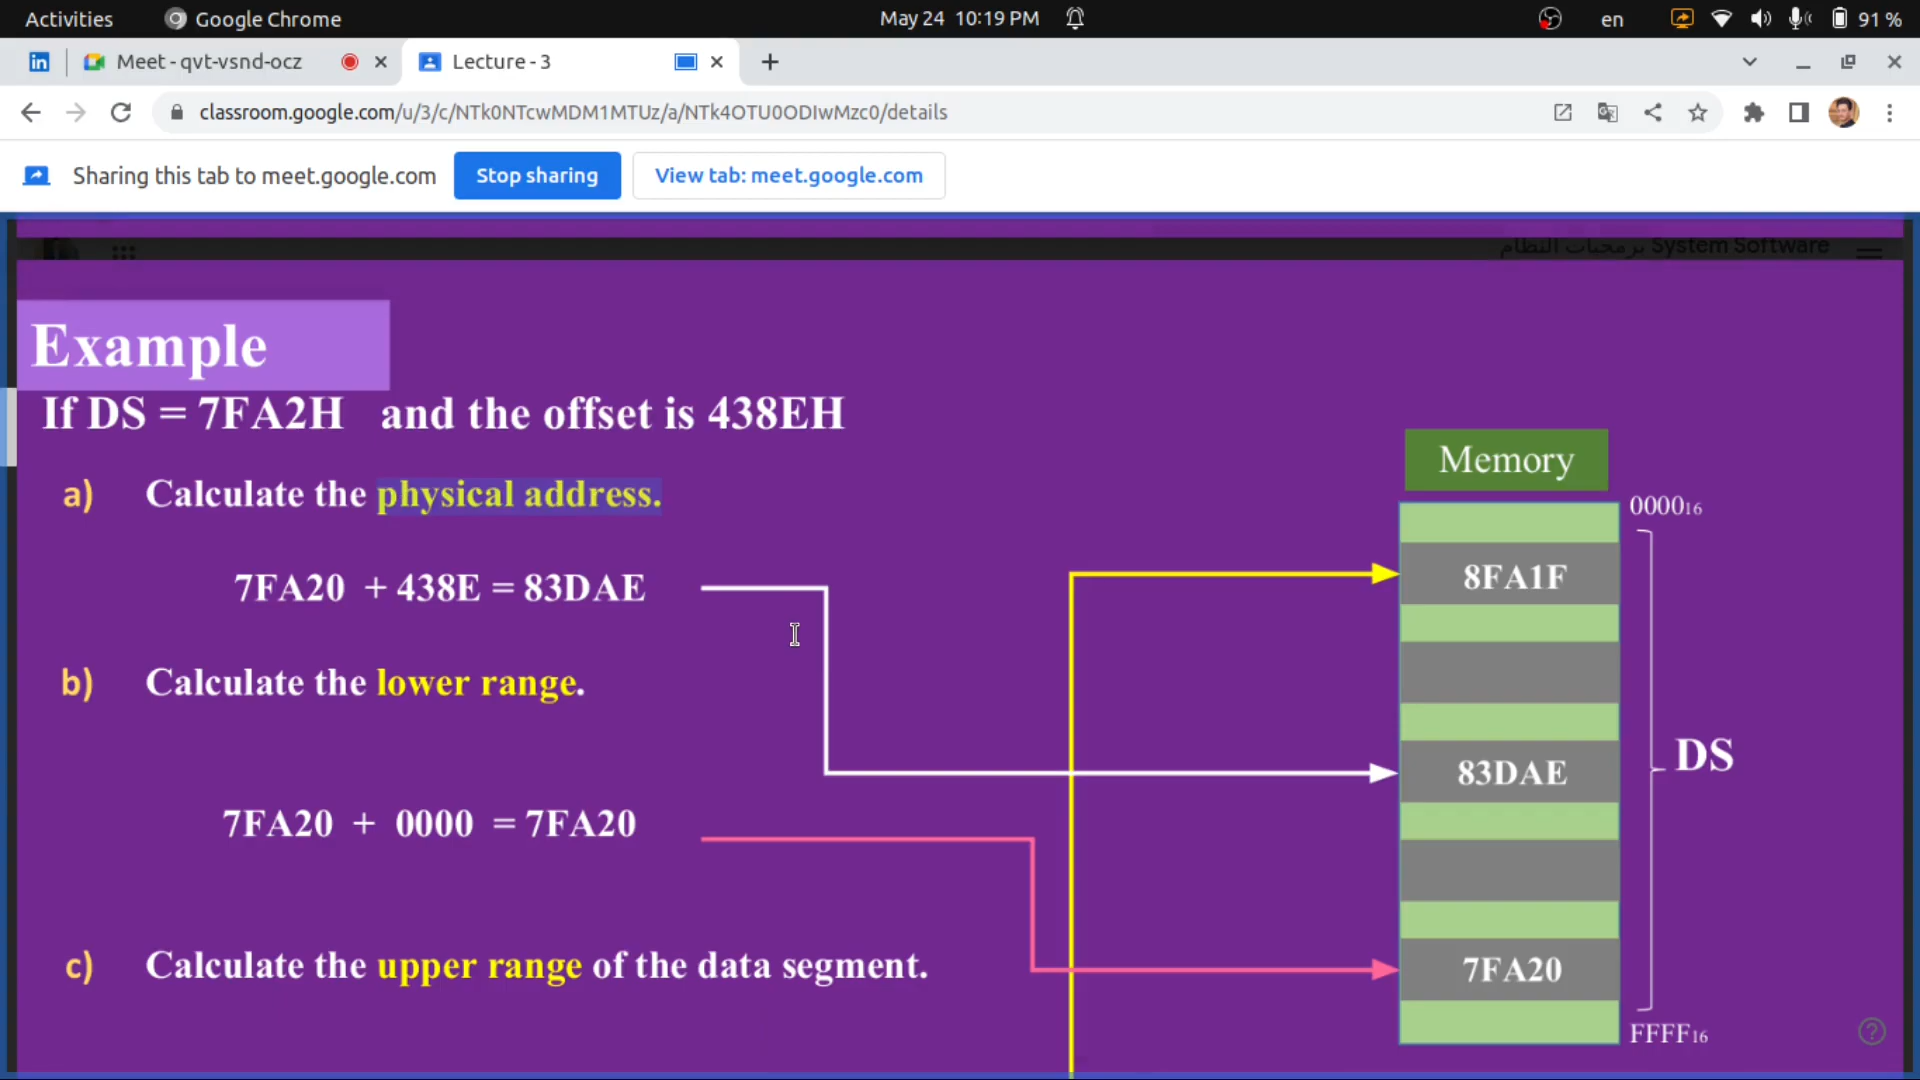 Activities
Google Chrome
May 24 10:19 PM
en
91 %
in
Meet - qvt-vsnd-ocz
Lecture - 3
classroom.google.com/u/3/c/NTk0NTcwMDM1MTUz/a/NTk4OTU0ODIwMzc0/details
Sharing this tab to meet.google.com
Stop sharing
View tab: meet.google.com
System Software برمجيات النظام
Example
If DS = 7FA2H and the offset is 438EH
a) Calculate the physical address.
7FA20 + 438E = 83DAE
b) Calculate the lower range.
7FA20 + 0000 = 7FA20
c) Calculate the upper range of the data segment.
Memory
0000₁₆
8FA1F
83DAE
DS
7FA20
FFFF₁₆